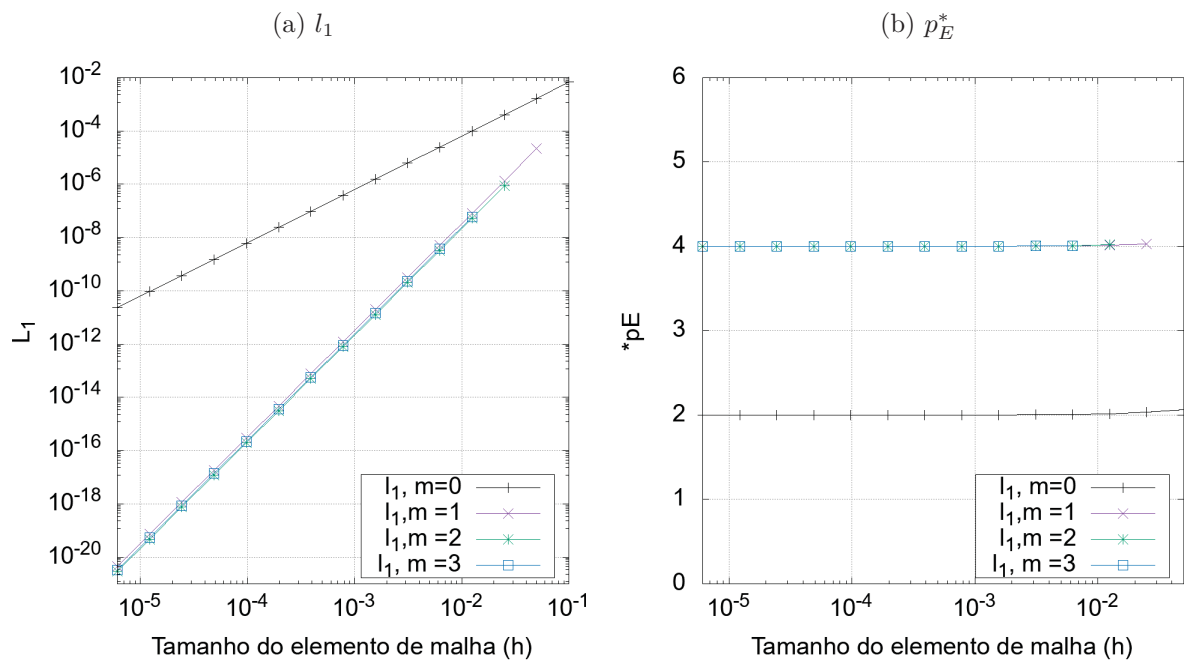 (a) l₁
10⁻²
10⁻⁴
10⁻⁶
10⁻⁸
10⁻¹⁰
10⁻¹²
10⁻¹⁴
10⁻¹⁶
10⁻¹⁸
10⁻²⁰
L₁
l₁, m=0
l₁,m =1
l₁,m =2
l₁, m =3
10⁻⁵ 10⁻⁴ 10⁻³ 10⁻² 10⁻¹
Tamanho do elemento de malha (h)
(b) p*_E
6
5
4
3
2
1
0
*pE
l₁, m=0
l₁,m =1
l₁,m =2
l₁, m =3
10⁻⁵ 10⁻⁴ 10⁻³ 10⁻²
Tamanho do elemento de malha (h)